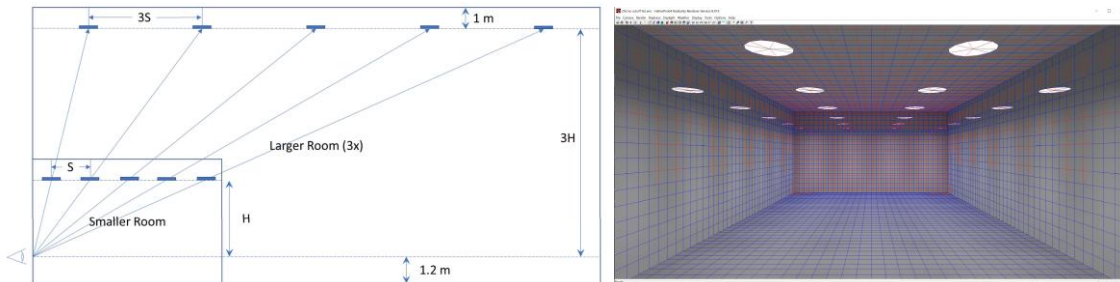 3S
1 m
Larger Room (3x)
3H
S
Smaller Room
H
1.2 m